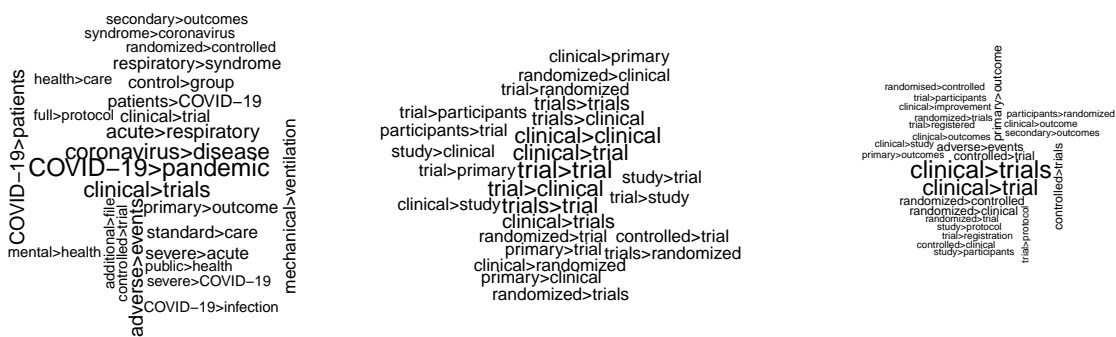 secondary>outcomes
syndrome>coronavirus
randomized>controlled
respiratory>syndrome
health>care
control>group
patients>COVID−19
full>protocol
clinical>trial
acute>respiratory
coronavirus>disease
COVID−19>pandemic
clinical>trials
COVID−19>patients
primary>outcome
standard>care
mental>health
severe>acute
public>health
severe>COVID−19
COVID−19>infection
additional>file
controlled>trial
adverse>events
mechanical>ventilation
clinical>primary
randomized>clinical
trial>randomized
trials>trials
trial>participants
trials>clinical
participants>trial
clinical>clinical
study>clinical
clinical>trial
trial>primary
trial>trial
study>trial
trial>clinical
trial>study
clinical>study
trials>trial
clinical>trials
randomized>trial
controlled>trial
primary>trial
trials>randomized
clinical>randomized
primary>clinical
randomized>trials
primary>outcome
randomised>controlled
trial>participants
clinical>improvement
participants>randomized
randomized>trials
trial>registered
clinical>outcome
secondary>outcomes
clinical>outcomes
clinical>study
adverse>events
primary>outcomes
controlled>trial
clinical>trials
clinical>trial
controlled>trials
randomized>controlled
randomized>clinical
randomized>trial
study>protocol
trial>registration
controlled>clinical
study>participants
trial>protocol